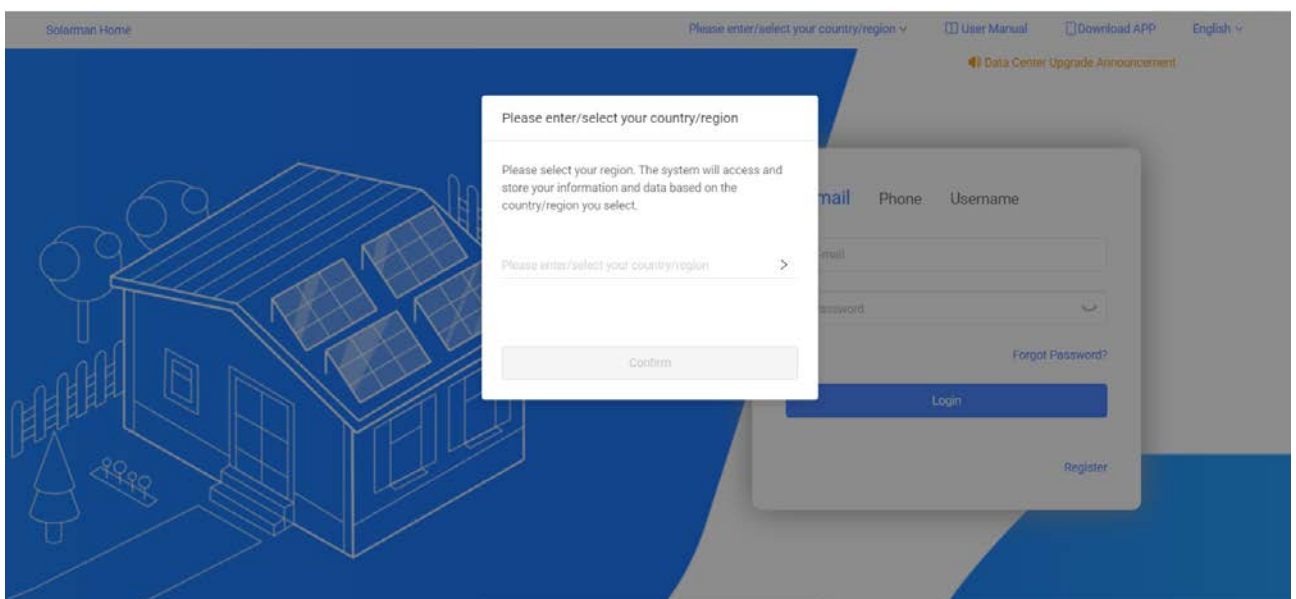 Solarman Home
Please enter/select your country/region
User Manual
Download APP
English
Data Center Upgrade Announcement
Please enter/select your country/region
Please select your region. The system will access and
store your information and data based on the
country/region you select.
Please enter/select your country/region
Confirm
mail Phone Username
-mail
assword
Forgot Password?
Login
Register